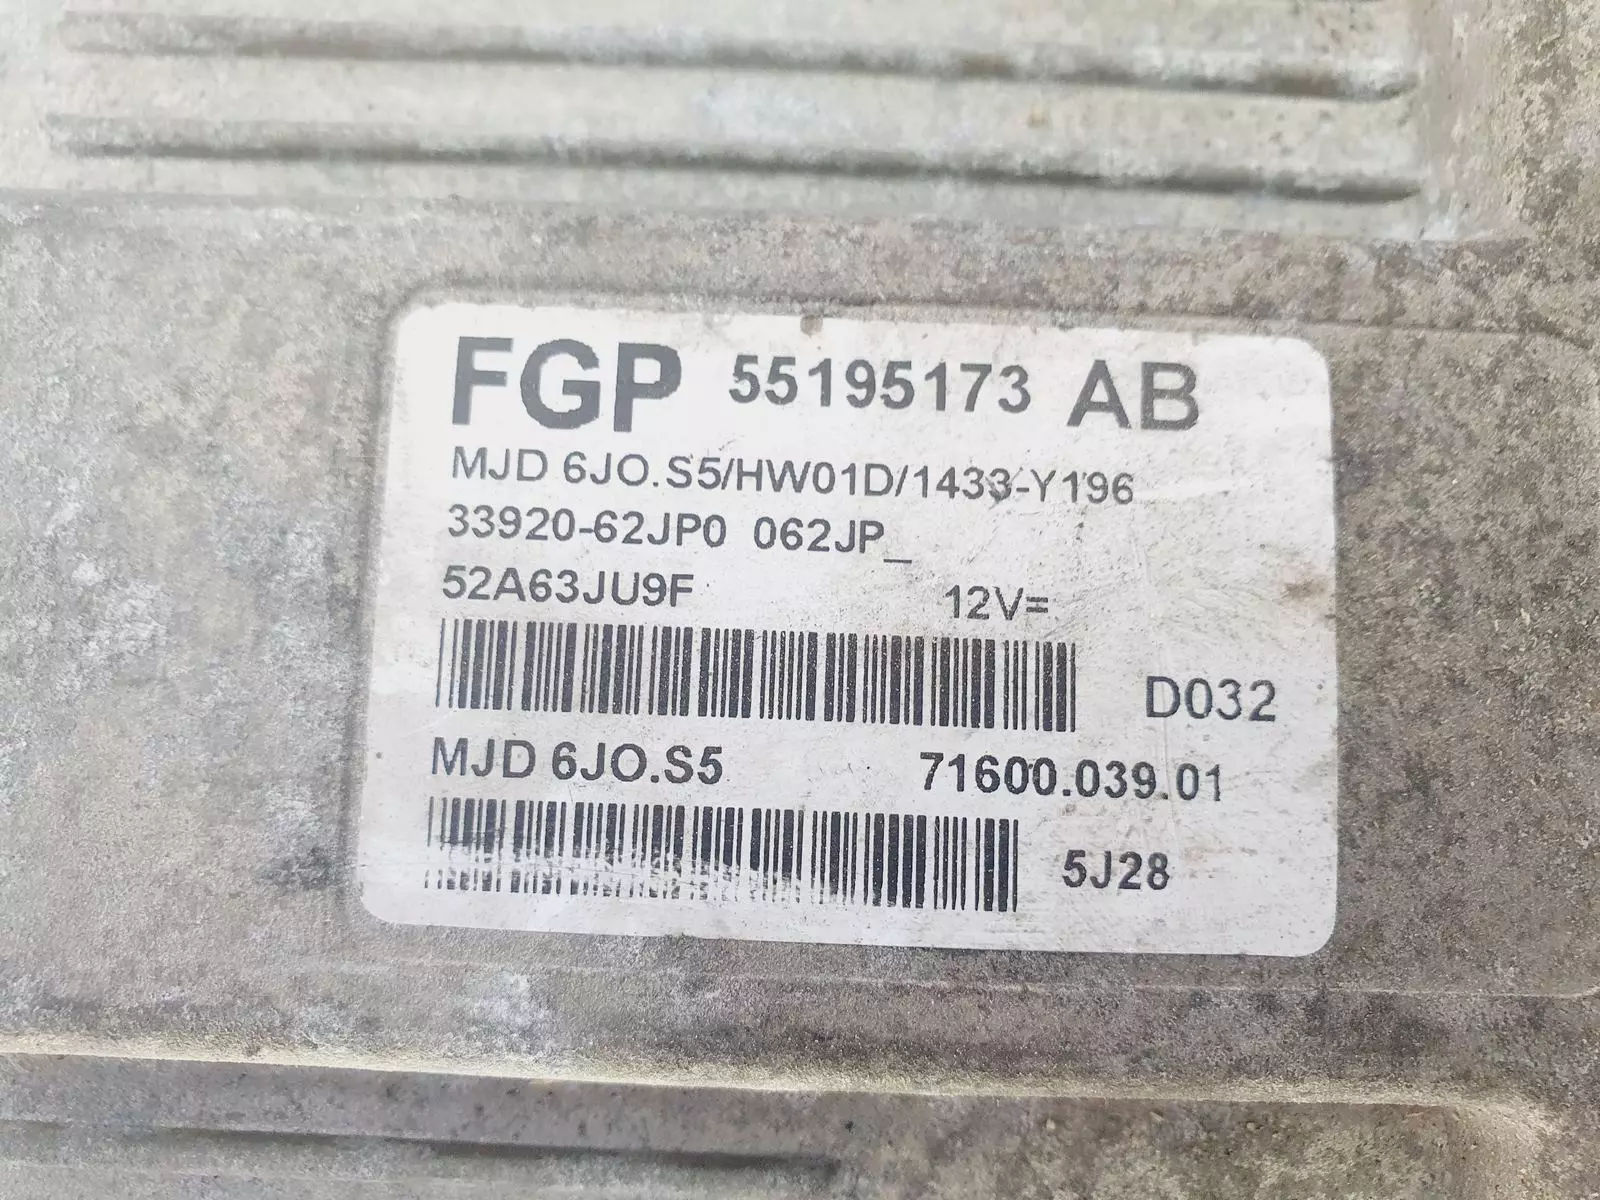 FGP 55195173 AB
MJD 6JO.S5/HW01D/1433-Y196
33920-62JP0 062JP_
52A63JU9F 12V=
D032
MJD 6JO.S5 71600.039.01
5J28